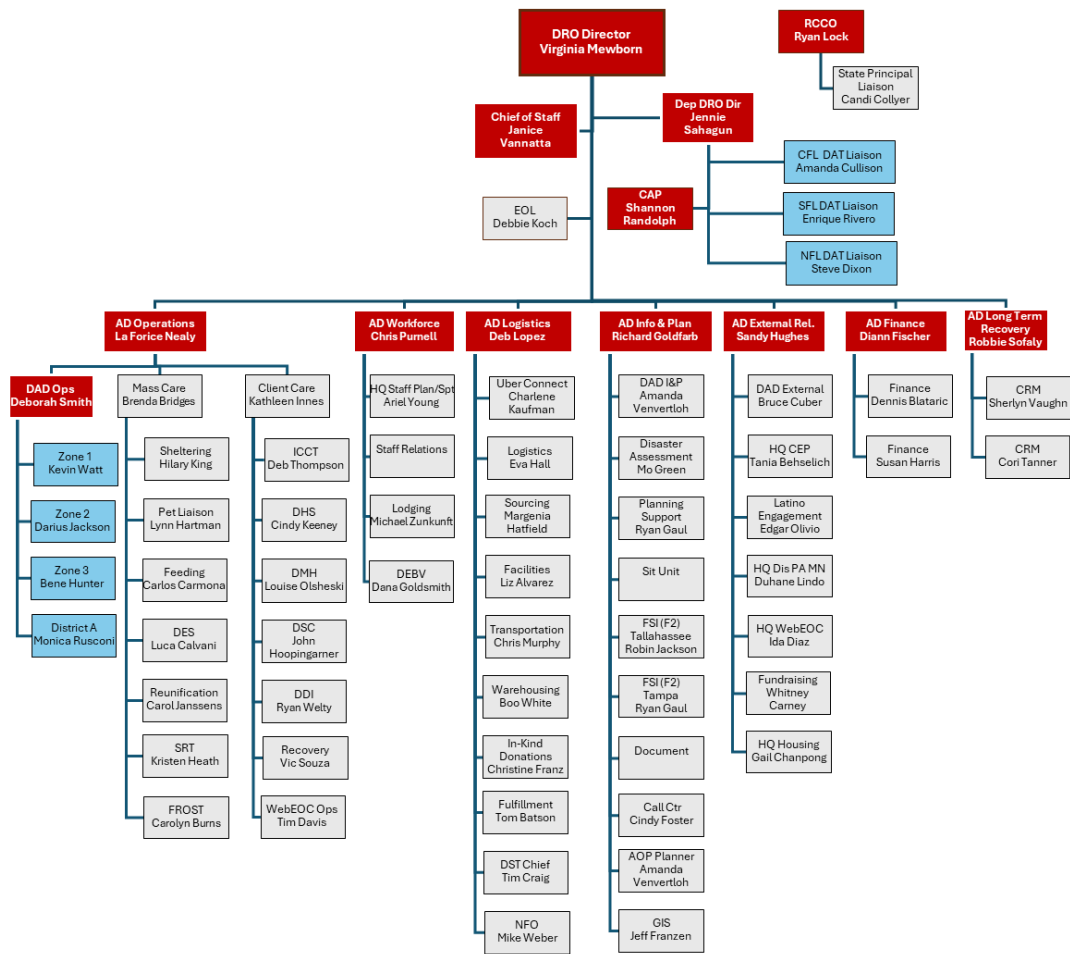 DRO Director
Virginia Mewborn
RCCO
Ryan Lock
State Principal
Liaison
Candi Collyer
Chief of Staff
Janice
Vannatta
Dep DRO Dir
Jennie
Sahagun
CFL DAT Liaison
Amanda Cullison
CAP
Shannon
Randolph
SFL DAT Liaison
Enrique Rivero
EOL
Debbie Koch
NFL DAT Liaison
Steve Dixon
AD Operations
La Forice Nealy
AD Workforce
Chris Purnell
AD Logistics
Deb Lopez
AD Info & Plan
Richard Goldfarb
AD External Rel.
Sandy Hughes
AD Finance
Diann Fischer
AD Long Term
Recovery
Robbie Sofaly
DAD Ops
Deborah Smith
Zone 1
Kevin Watt
Zone 2
Darius Jackson
Zone 3
Bene Hunter
District A
Monica Rusconi
Mass Care
Brenda Bridges
Sheltering
Hilary King
Pet Liaison
Lynn Hartman
Feeding
Carlos Carmona
DES
Luca Calvani
Reunification
Carol Janssens
SRT
Kristen Heath
FROST
Carolyn Burns
Client Care
Kathleen Innes
ICCT
Deb Thompson
DHS
Cindy Keeney
DMH
Louise Olsheski
DSC
John
Hoopingarner
DDI
Ryan Welty
Recovery
Vic Souza
WebEOC Ops
Tim Davis
HQ Staff Plan/Spt
Ariel Young
Staff Relations
Lodging
Michael Zunkunft
DEBV
Dana Goldsmith
Uber Connect
Charlene
Kaufman
Logistics
Eva Hall
Sourcing
Margenia
Hatfield
Facilities
Liz Alvarez
Transportation
Chris Murphy
Warehousing
Boo White
In-Kind
Donations
Christine Franz
Fulfillment
Tom Batson
DST Chief
Tim Craig
NFO
Mike Weber
DAD I&P
Amanda
Venvertloh
Disaster
Assessment
Mo Green
Planning
Support
Ryan Gaul
Sit Unit
FSI (F2)
Tallahassee
Robin Jackson
FSI (F2)
Tampa
Ryan Gaul
Document
Call Ctr
Cindy Foster
AOP Planner
Amanda
Venvertloh
GIS
Jeff Franzen
DAD External
Bruce Cuber
HQ CEP
Tania Behselich
Latino
Engagement
Edgar Olivio
HQ Dis PA MN
Duhane Lindo
HQ WebEOC
Ida Diaz
Fundraising
Whitney
Carney
HQ Housing
Gail Chanpong
Finance
Dennis Blataric
Finance
Susan Harris
CRM
Sherlyn Vaughn
CRM
Cori Tanner